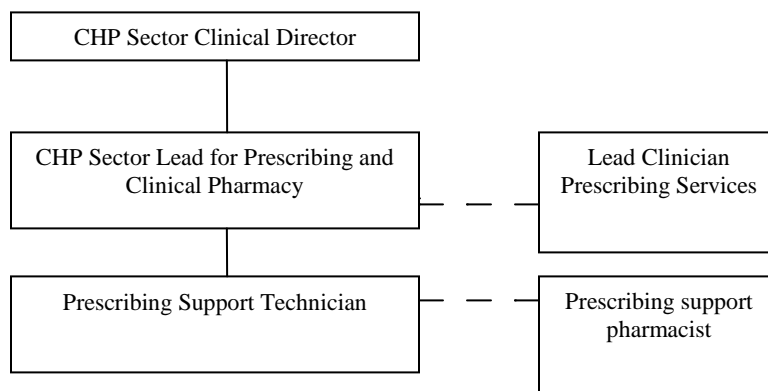 CHP Sector Clinical Director
CHP Sector Lead for Prescribing and
Clinical Pharmacy
Lead Clinician
Prescribing Services
Prescribing Support Technician
Prescribing support
pharmacist